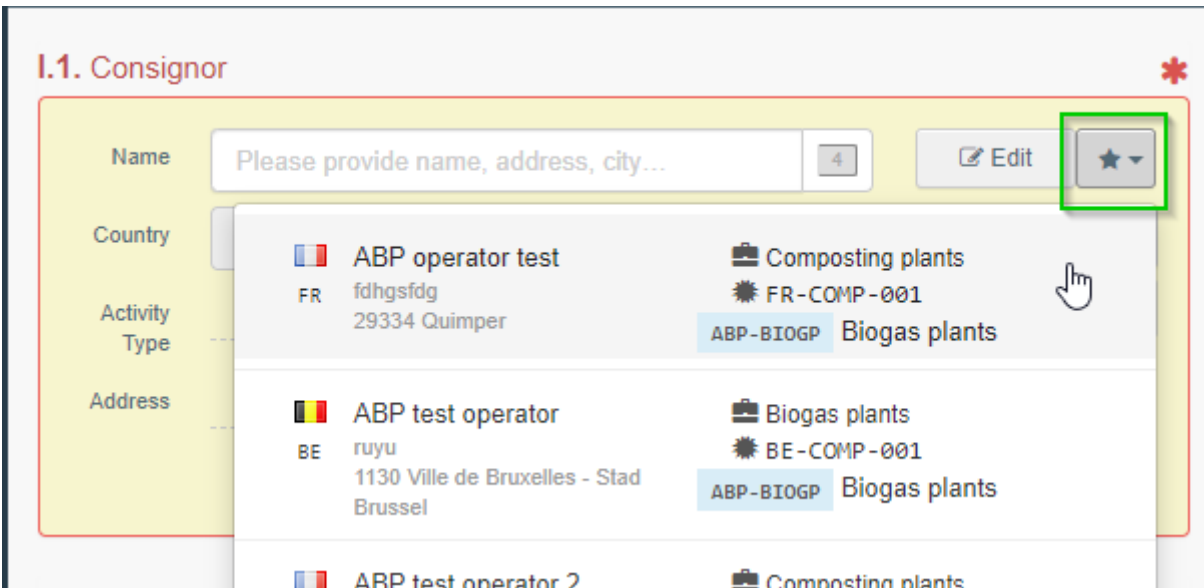 I.1. Consignor
Name
Please provide name, address, city...
4
Edit
Country
Activity
Type
Address
ABP operator test
FR
fdhgsfdg
29334 Quimper
Composting plants
FR-COMP-001
ABP-BIOGP Biogas plants
ABP test operator
BE
ruyu
1130 Ville de Bruxelles - Stad
Brussel
Biogas plants
BE-COMP-001
ABP-BIOGP Biogas plants
ABP test operator 2
Composting plants